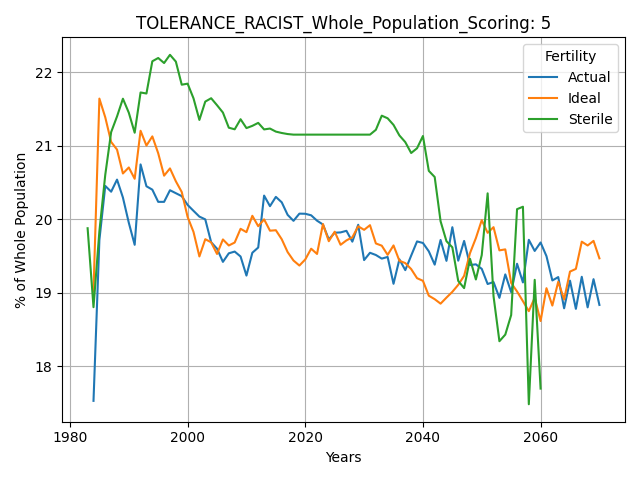 TOLERANCE_RACIST_Whole_Population_Scoring: 5
Fertility
Actual
Ideal
Sterile
% of Whole Population
22
21
20
19
18
1980
2000
2020
2040
2060
Years